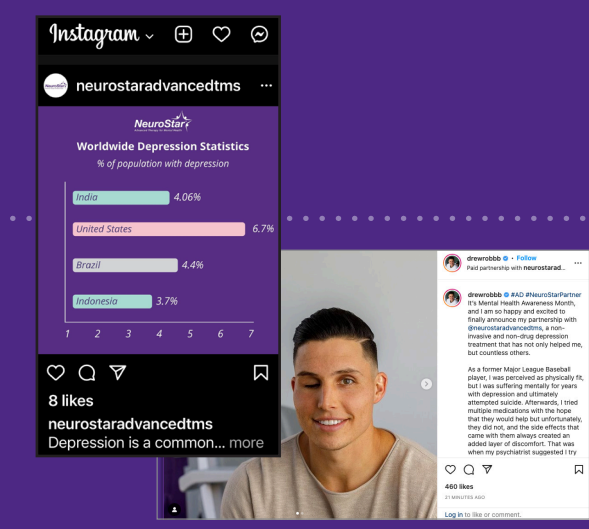 Instagram
neurostaradvancedtms
NeuroStar
Worldwide Depression Statistics
% of population with depression
India 4.06%
United States 6.7%
Brazil 4.4%
Indonesia 3.7%
1 2 3 4 5 6 7
8 likes
neurostaradvancedtms
Depression is a common... more
drewrobbb • Follow
Paid partnership with neurostarad...
drewrobbb #AD #NeuroStarPartner
It's Mental Health Awareness Month,
and I am so happy and excited to
finally announce my partnership with
@neurostaradvancedtms, a non-
invasive and non-drug depression
treatment that has not only helped me,
but countless others.
As a former Major League Baseball
player, I was perceived as physically fit,
but I was suffering mentally for years
with depression and ultimately
attempted suicide. Afterwards, I tried
multiple medications with the hope
that they would help but unfortunately,
they did not, and the side effects that
came with them always created an
added layer of discomfort. That was
when my psychiatrist suggested I try
460 likes
21 MINUTES AGO
Log in to like or comment.